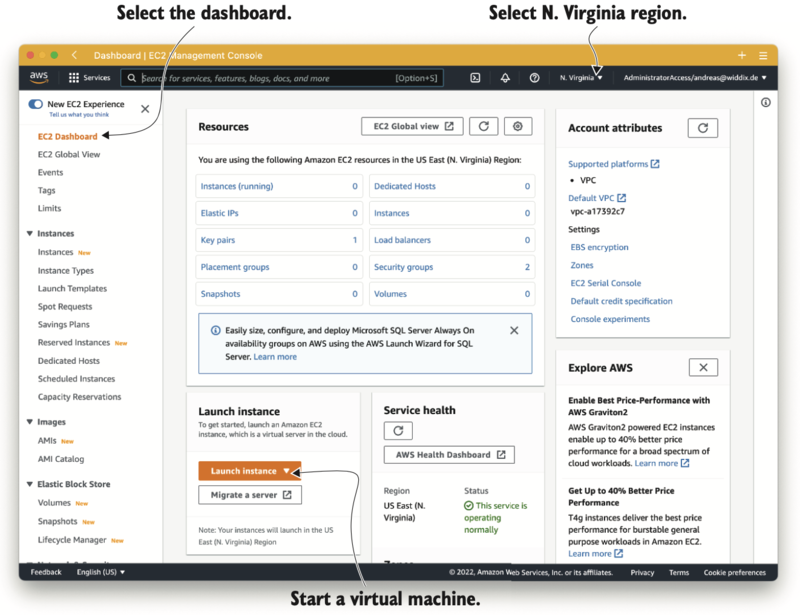 Select the dashboard.
Select N. Virginia region.
Dashboard | EC2 Management Console
aws
Services
Search for services, features, blogs, docs, and more
[Option+S]
N. Virginia
AdministratorAccess/andreas@widdix.de
New EC2 Experience
Tell us what you think
EC2 Dashboard
EC2 Global View
Events
Tags
Limits
Instances
Instances New
Instance Types
Launch Templates
Spot Requests
Savings Plans
Reserved Instances New
Dedicated Hosts
Scheduled Instances
Capacity Reservations
Images
AMIs New
AMI Catalog
Elastic Block Store
Volumes New
Snapshots New
Lifecycle Manager New
Resources
EC2 Global view
You are using the following Amazon EC2 resources in the US East (N. Virginia) Region:
Instances (running) 0
Dedicated Hosts 0
Elastic IPs 0
Instances 0
Key pairs 1
Load balancers 0
Placement groups 0
Security groups 2
Snapshots 0
Volumes 0
Easily size, configure, and deploy Microsoft SQL Server Always On
availability groups on AWS using the AWS Launch Wizard for SQL
Server. Learn more
Launch instance
To get started, launch an Amazon EC2
instance, which is a virtual server in the cloud.
Launch instance
Migrate a server
Note: Your instances will launch in the US
East (N. Virginia) Region
Service health
AWS Health Dashboard
Region
Status
US East (N.
Virginia)
This service is
operating
normally
Account attributes
Supported platforms
• VPC
Default VPC
vpc-a17392c7
Settings
EBS encryption
Zones
EC2 Serial Console
Default credit specification
Console experiments
Explore AWS
Enable Best Price-Performance with
AWS Graviton2
AWS Graviton2 powered EC2 instances
enable up to 40% better price
performance for a broad spectrum of
cloud workloads. Learn more
Get Up to 40% Better Price
Performance
T4g instances deliver the best price
performance for burstable general
purpose workloads in Amazon EC2.
Learn more
Feedback
English (US)
© 2022, Amazon Web Services, Inc. or its affiliates.
Privacy
Terms
Cookie preferences
Start a virtual machine.